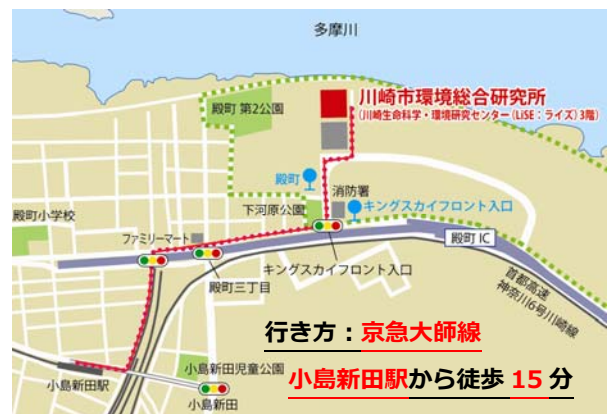 多摩川
川崎市環境総合研究所
(川崎生命科学・環境研究センター(LiSE:ライズ)3階)
殿町 第2公園
殿町
消防署
キングスカイフロント入口
下河原公園
殿町小学校
ファミリーマート
殿町 IC
キングスカイフロント入口
殿町三丁目
首都高速
神奈川6号川崎線
行き方:京急大師線
小島新田児童公園
小島新田駅から徒歩 15 分
小島新田駅
小島新田